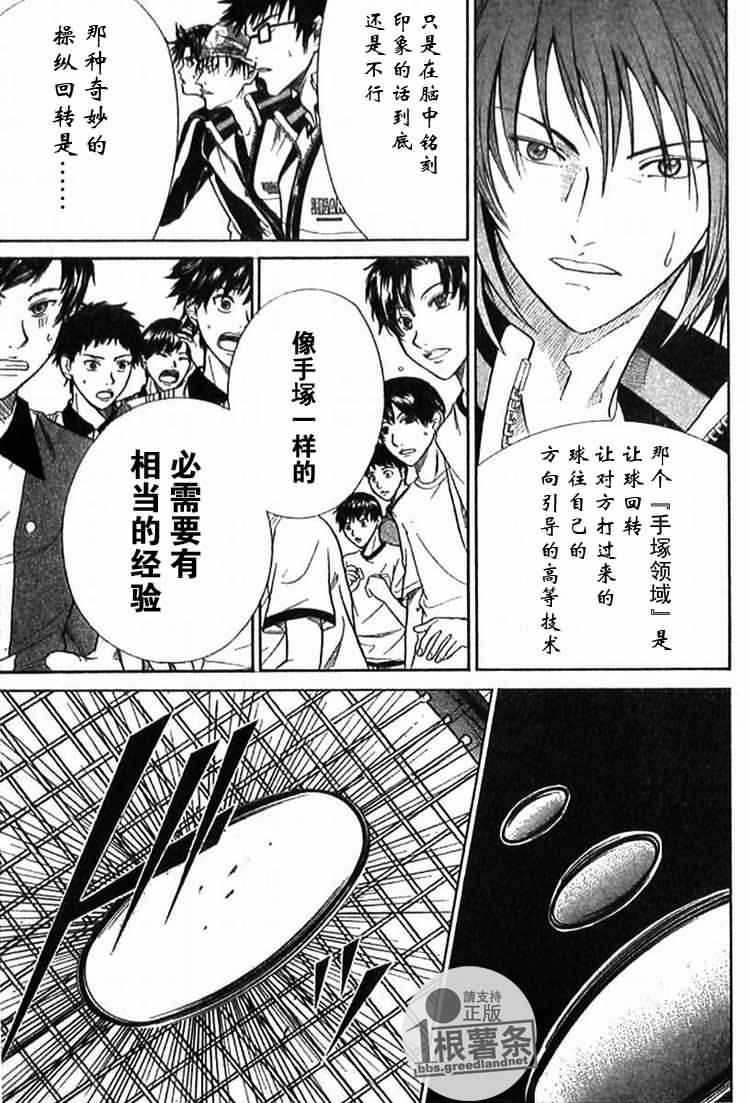 那个『手塚领域』是
让球回转
让对方打过来的
球往自己的
方向引导的高等技术
只是在脑中铭刻
印象的话到底
还是不行
那种奇妙的
操纵回转是……
像手塚一样的
必需要有
相当的经验
請支持
正版
1根薯条
bbs.greedland.net